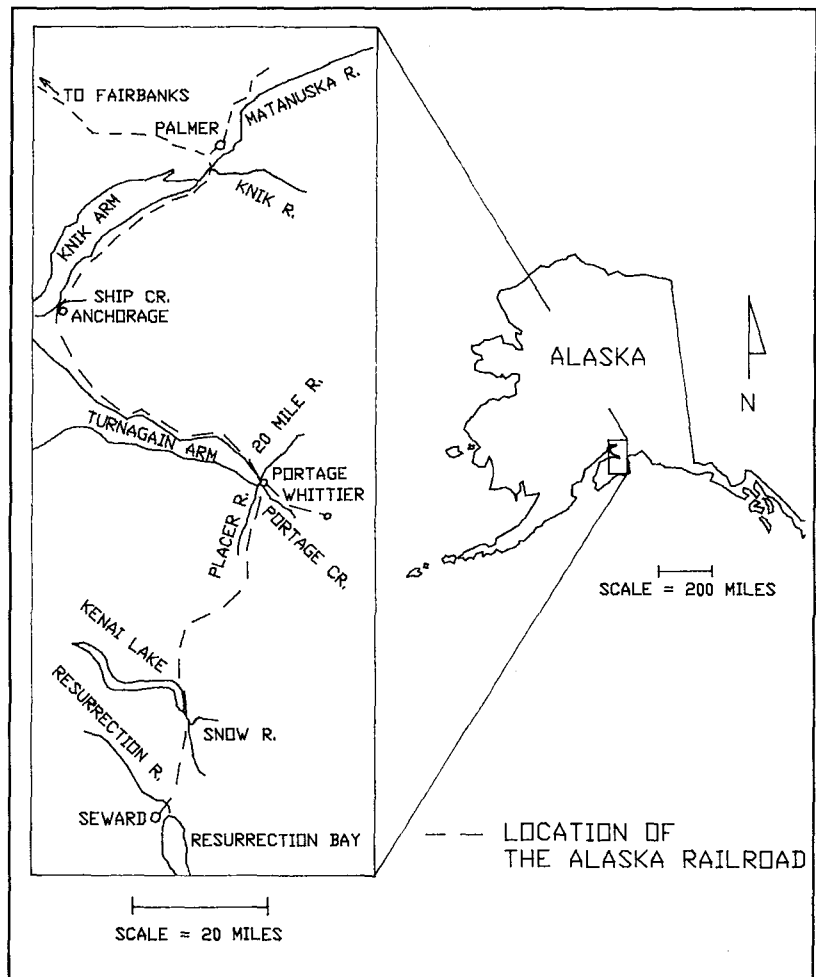 TO FAIRBANKS
MATANUSKA R.
PALMER
KNIK R.
KNIK ARM
SHIP CR.
ANCHORAGE
20 MILE R.
TURNAGAIN ARM
PORTAGE
WHITTIER
PLACER R.
PORTAGE CR.
KENAI LAKE
RESURRECTION R.
SNOW R.
SEWARD
RESURRECTION BAY
SCALE = 20 MILES
ALASKA
N
SCALE = 200 MILES
LOCATION OF
THE ALASKA RAILROAD